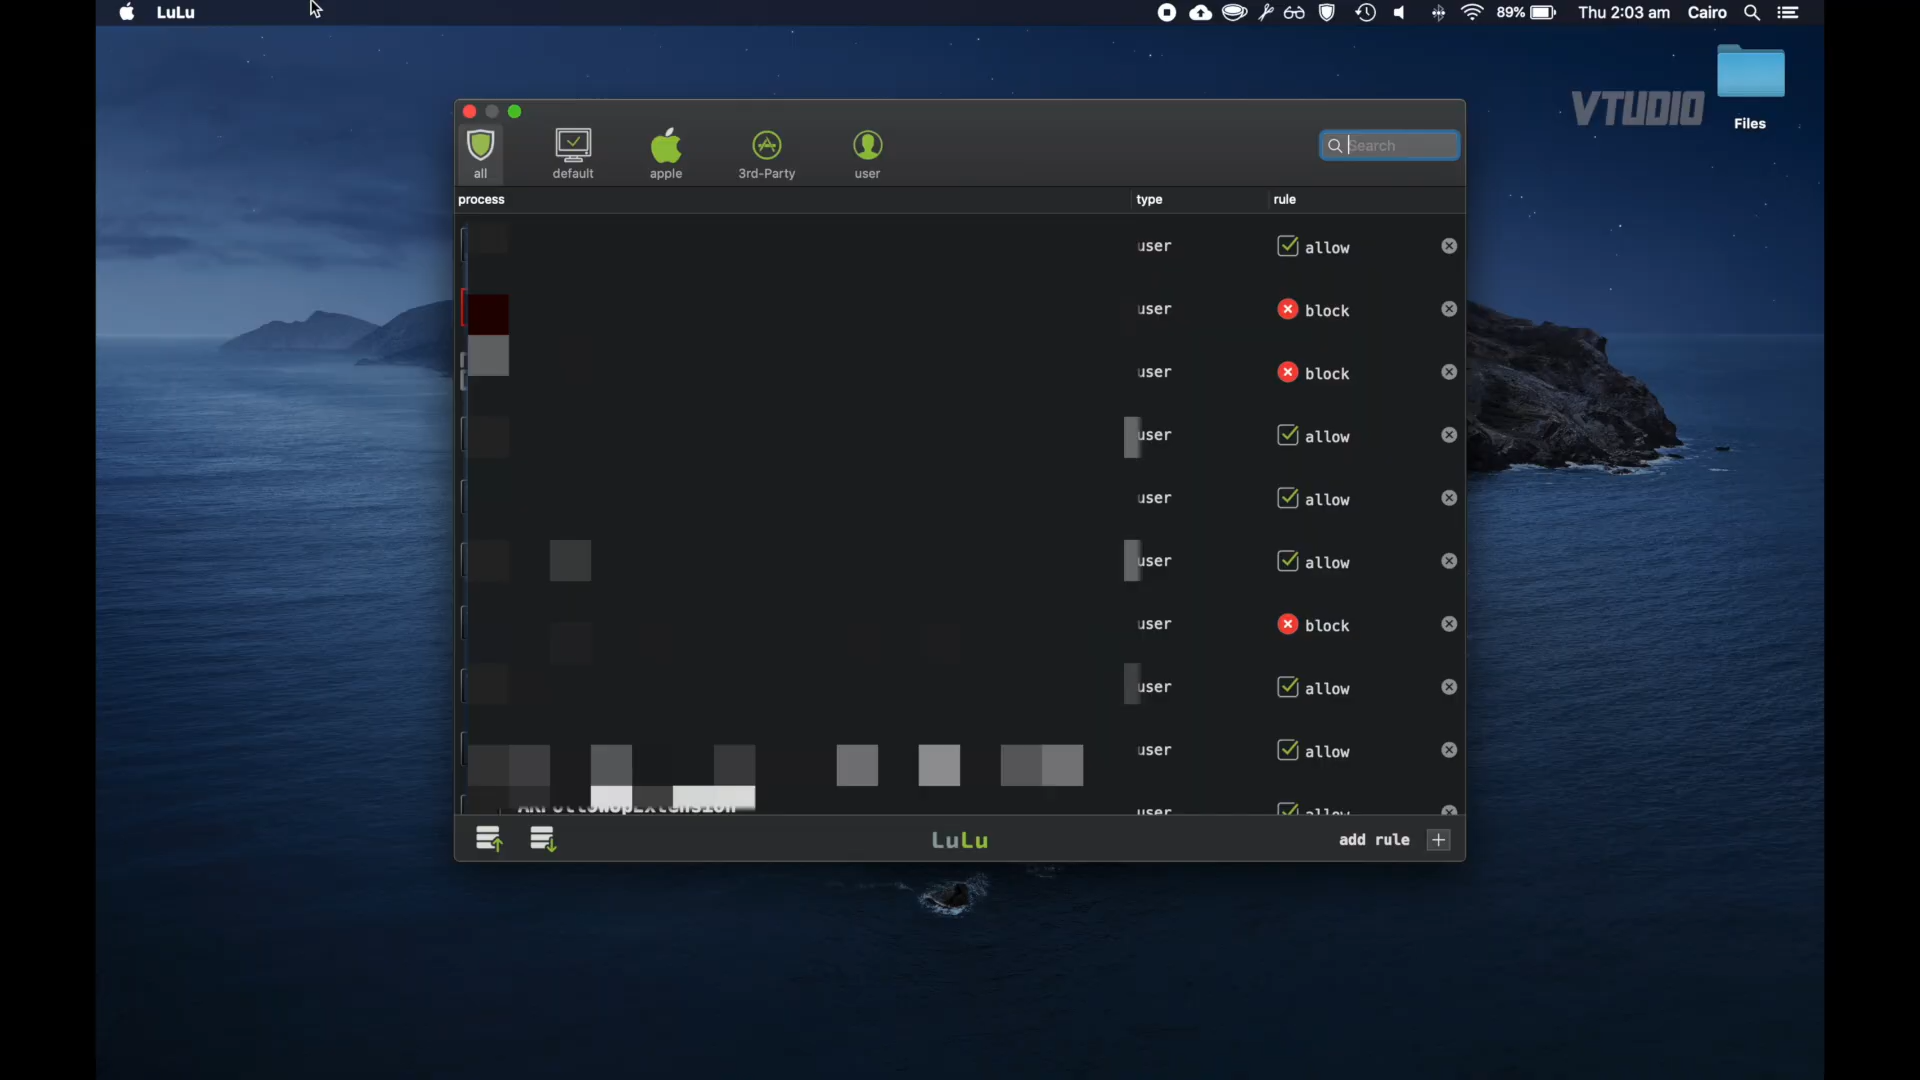 LuLu
89%
Thu 2:03 am
Cairo
VTUDIO
Files
all
default
apple
3rd-Party
user
Search
process type rule
user allow
user block
user block
user allow
user allow
user allow
user block
user allow
user allow
user allow
LuLu
add rule